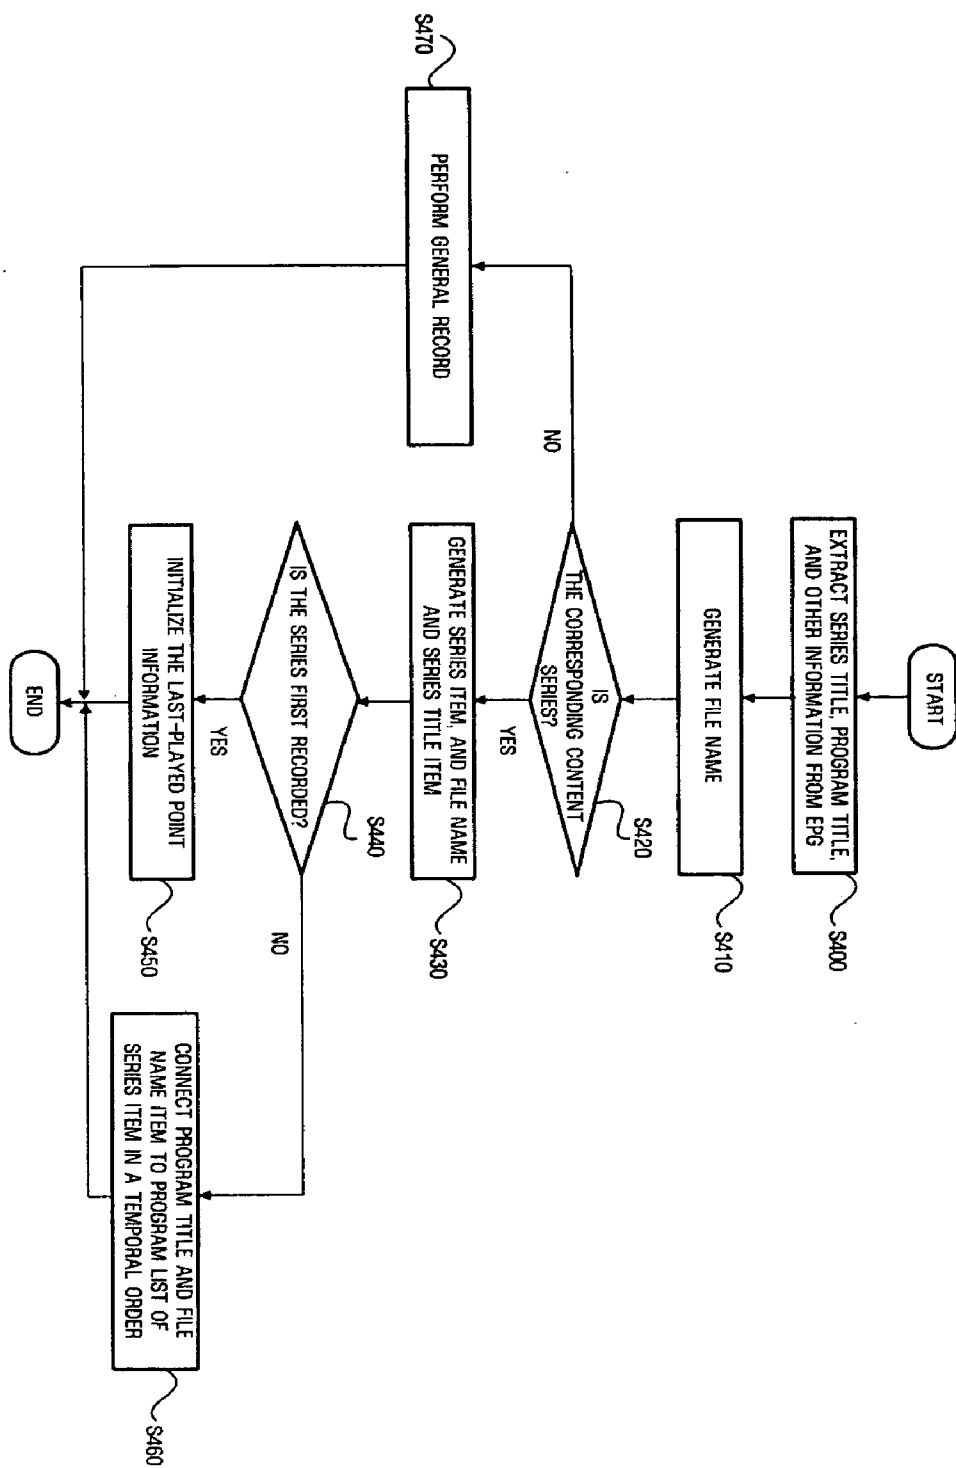 START
EXTRACT SERIES TITLE, PROGRAM TITLE,
AND OTHER INFORMATION FROM EPG
S400
GENERATE FILE NAME
S410
IS
THE CORRESPONDING CONTENT
SERIES?
S420
NO
YES
PERFORM GENERAL RECORD
S470
GENERATE SERIES ITEM, AND FILE NAME
AND SERIES TITLE ITEM
S430
IS THE SERIES FIRST RECORDED?
S440
YES
NO
INITIALIZE THE LAST-PLAYED POINT
INFORMATION
S450
CONNECT PROGRAM TITLE AND FILE
NAME ITEM TO PROGRAM LIST OF
SERIES ITEM IN A TEMPORAL ORDER
S460
END